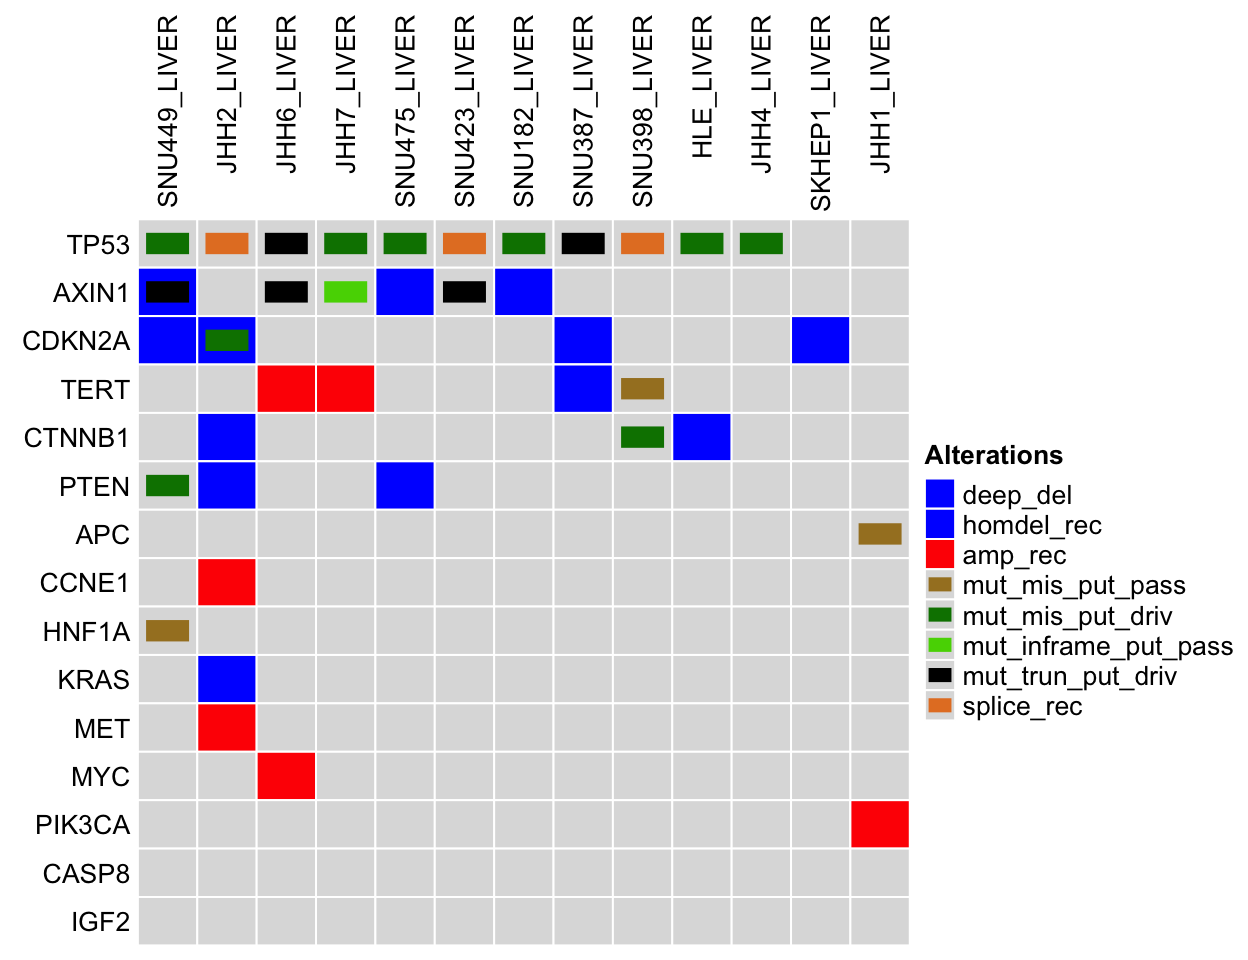 SNU449_LIVER
JHH2_LIVER
JHH6_LIVER
JHH7_LIVER
SNU475_LIVER
SNU423_LIVER
SNU182_LIVER
SNU387_LIVER
SNU398_LIVER
HLE_LIVER
JHH4_LIVER
SKHEP1_LIVER
JHH1_LIVER
TP53
AXIN1
CDKN2A
TERT
CTNNB1
PTEN
APC
CCNE1
HNF1A
KRAS
MET
MYC
PIK3CA
CASP8
IGF2
Alterations
deep_del
homdel_rec
amp_rec
mut_mis_put_pass
mut_mis_put_driv
mut_inframe_put_pass
mut_trun_put_driv
splice_rec